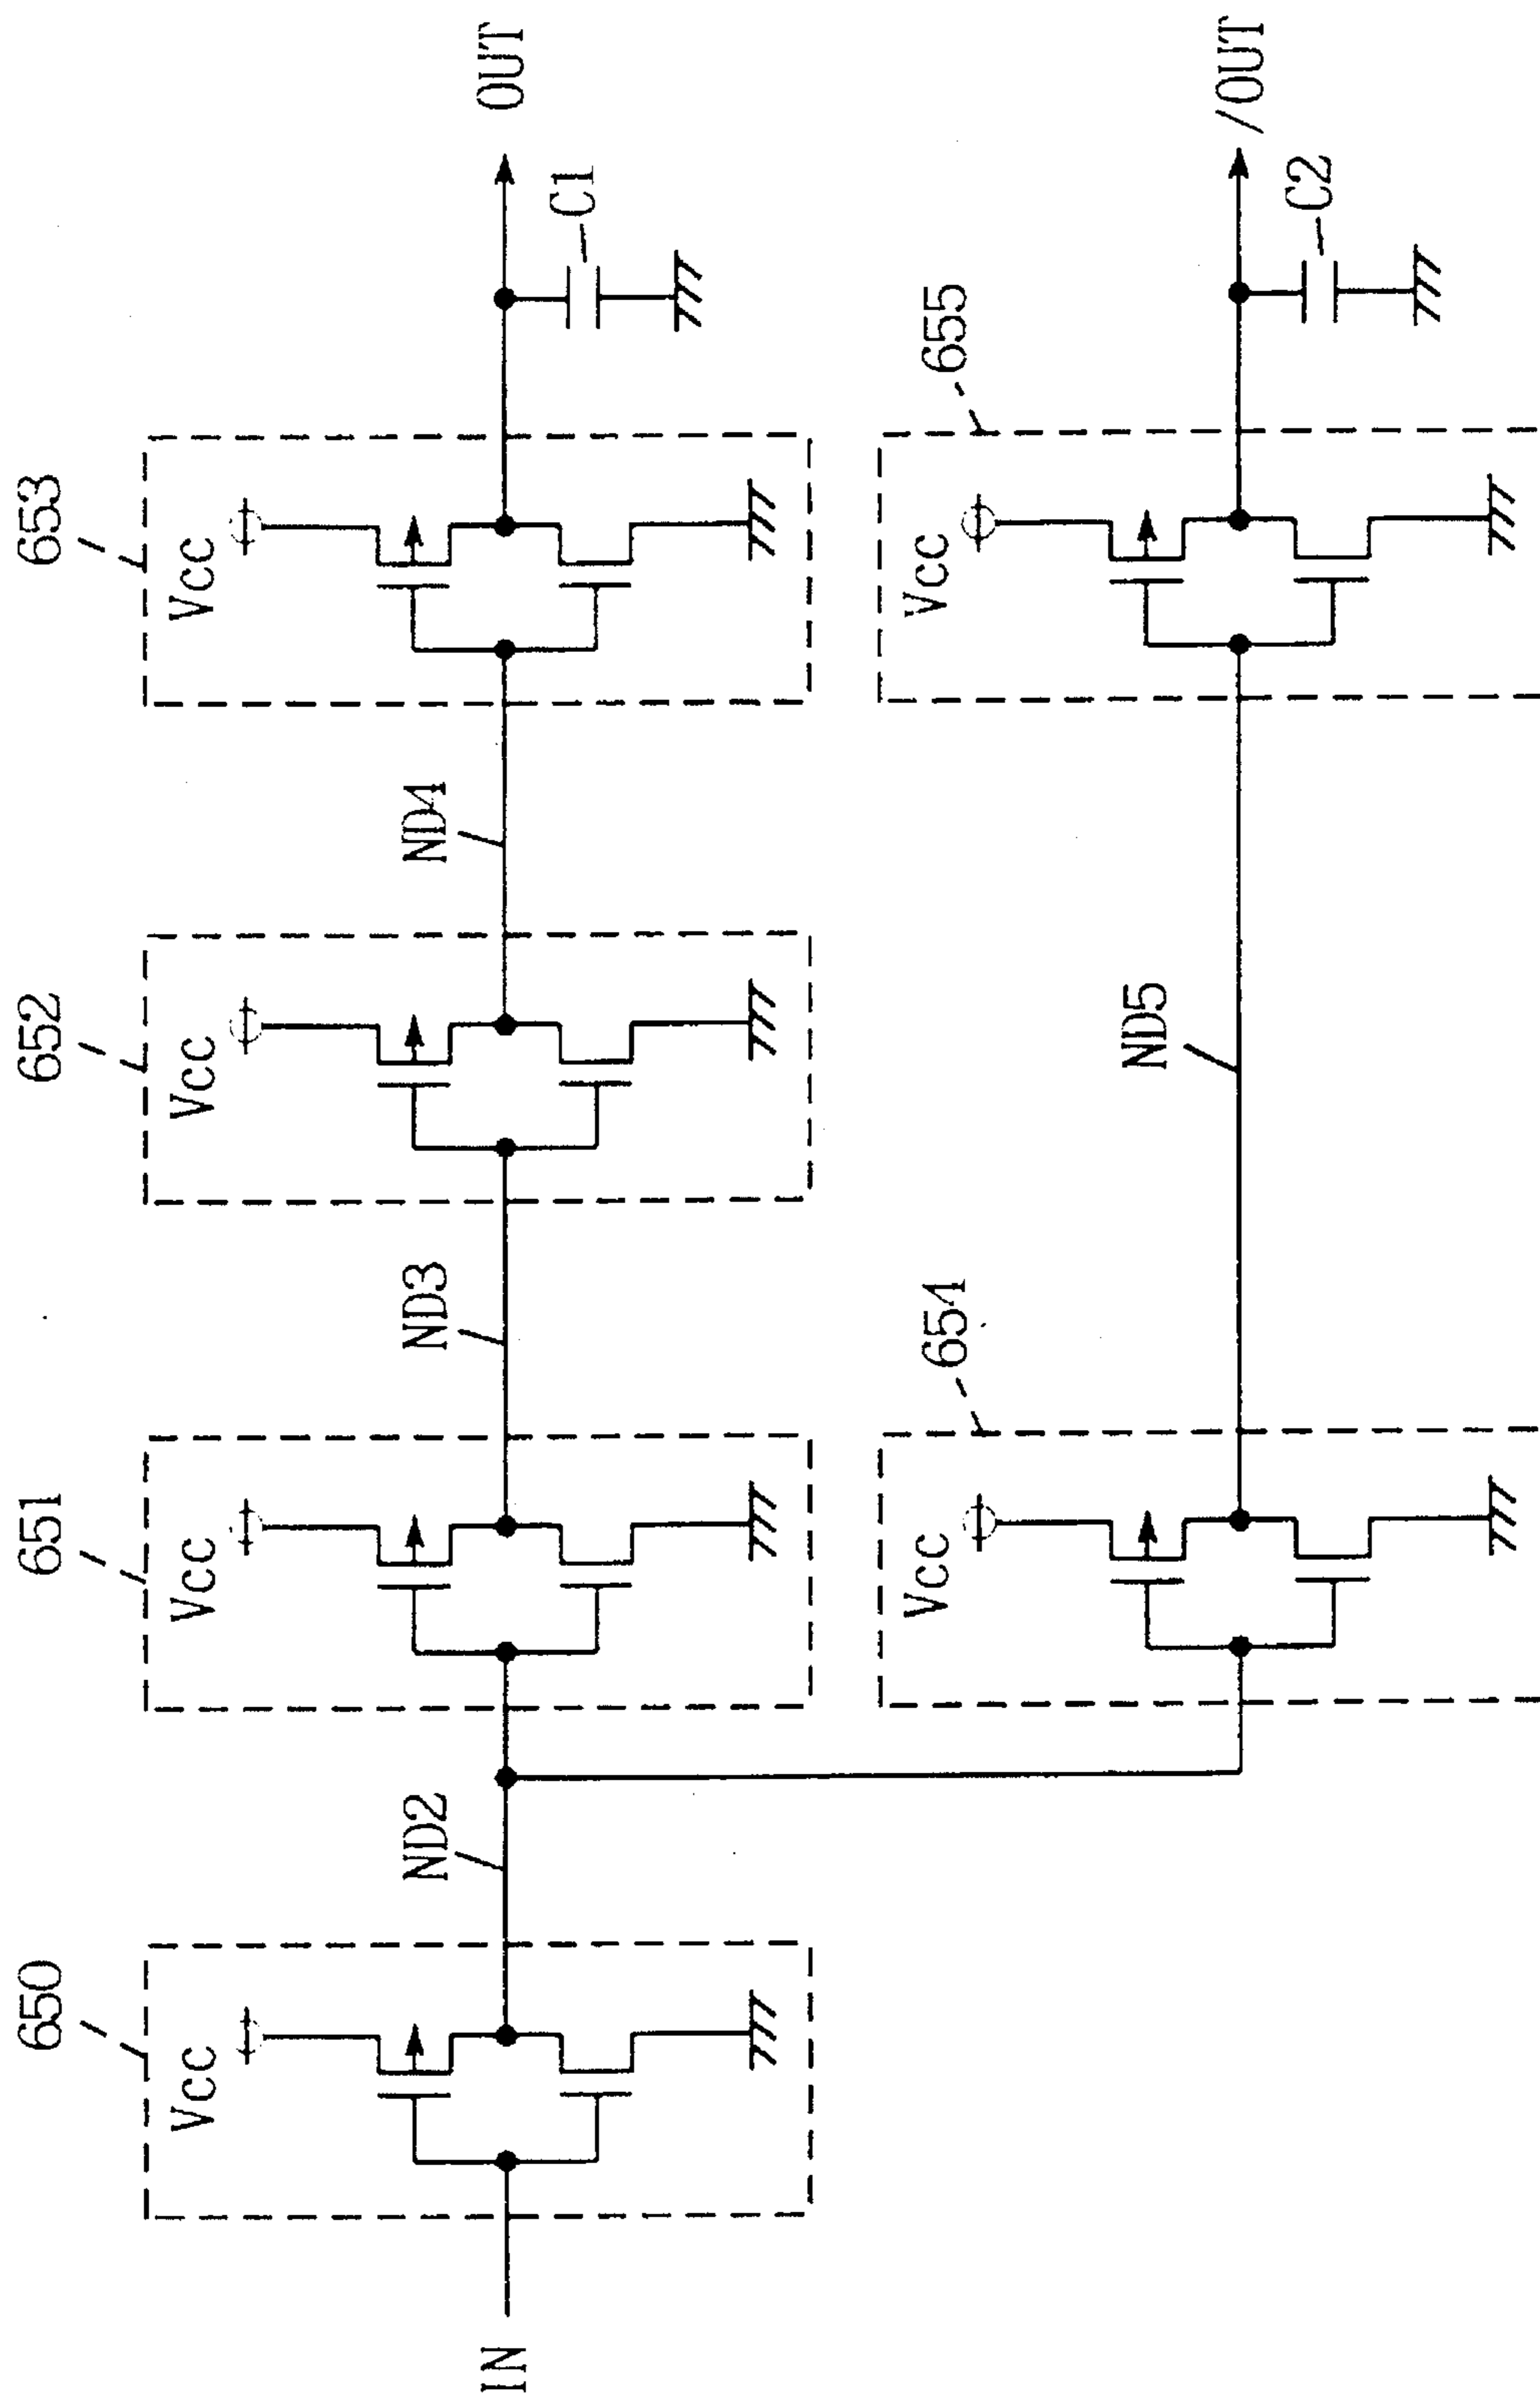 650
651
652
653
Vcc
Vcc
Vcc
Vcc
IN
ND2
ND3
ND4
OUT
C1
654
655
Vcc
Vcc
ND5
/OUT
C2